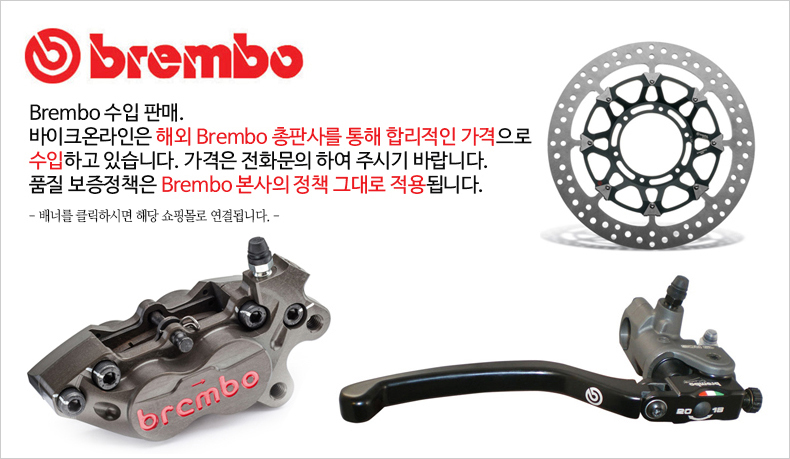 brembo
Brembo 수입 판매.
바이크온라인은 해외 Brembo 총판사를 통해 합리적인 가격으로
수입하고 있습니다. 가격은 전화문의 하여 주시기 바랍니다.
품질 보증정책은 Brembo 본사의 정책 그대로 적용됩니다.
- 배너를 클릭하시면 해당 쇼핑몰로 연결됩니다. -
brembo
brembo
20 18